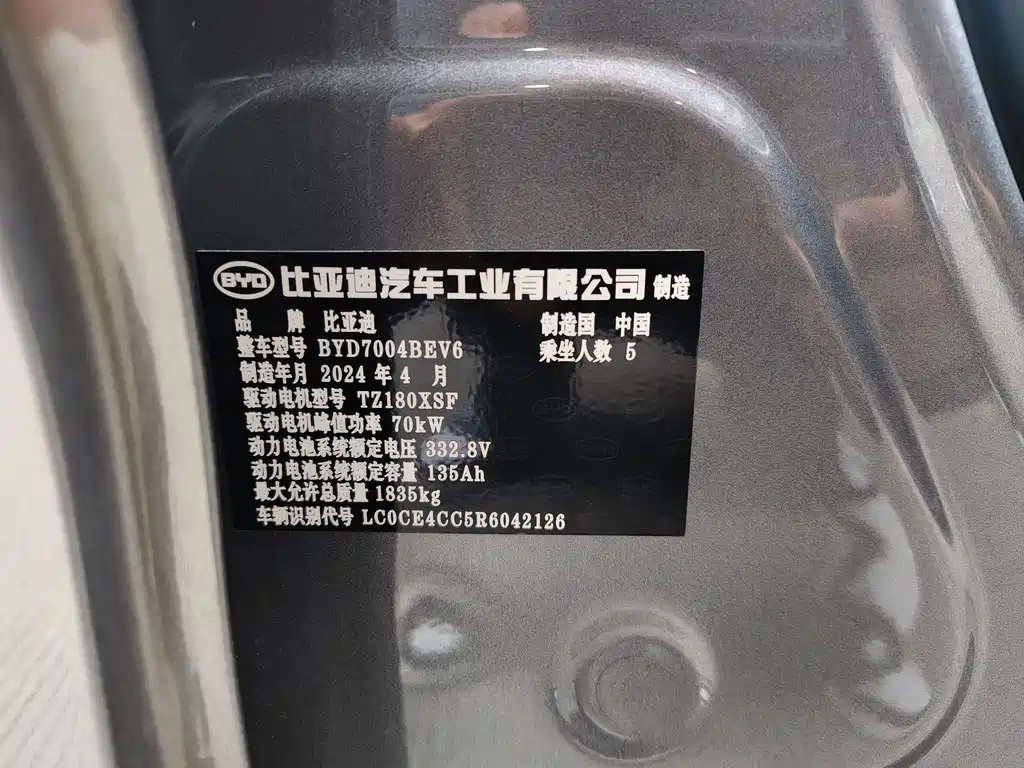 BYD 比亚迪汽车工业有限公司 制造
品 牌 比亚迪 制造国 中国
整车型号 BYD7004BEV6 乘坐人数 5
制造年月 2024 年 4 月
驱动电机型号 TZ180XSF
驱动电机峰值功率 70kW
动力电池系统额定电压 332.8V
动力电池系统额定容量 135Ah
最大允许总质量 1835kg
车辆识别代号 LC0CE4CC5R6042126